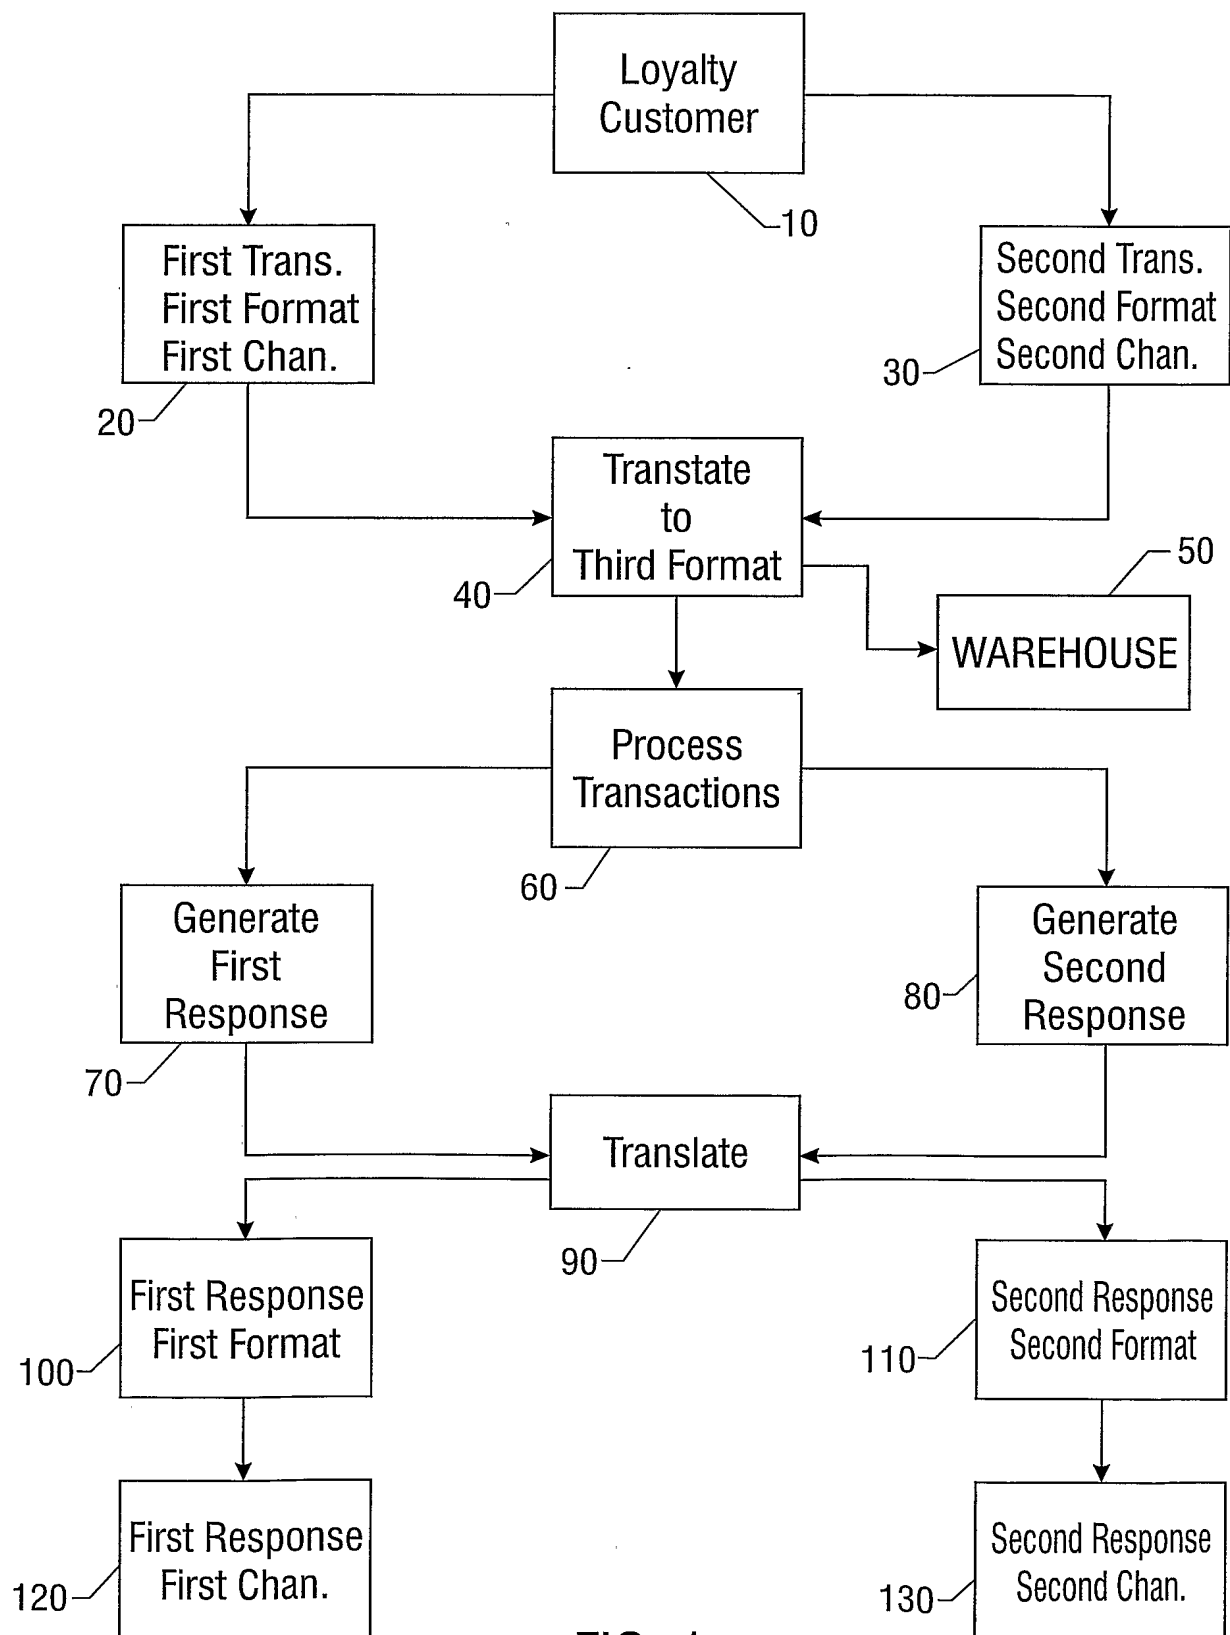 Loyalty
Customer
10
First Trans.
First Format
First Chan.
20
Second Trans.
Second Format
Second Chan.
30
Transtate
to
Third Format
40
50
WAREHOUSE
Process
Transactions
60
Generate
First
Response
70
Generate
Second
Response
80
Translate
90
First Response
First Format
100
Second Response
Second Format
110
First Response
First Chan.
120
Second Response
Second Chan.
130